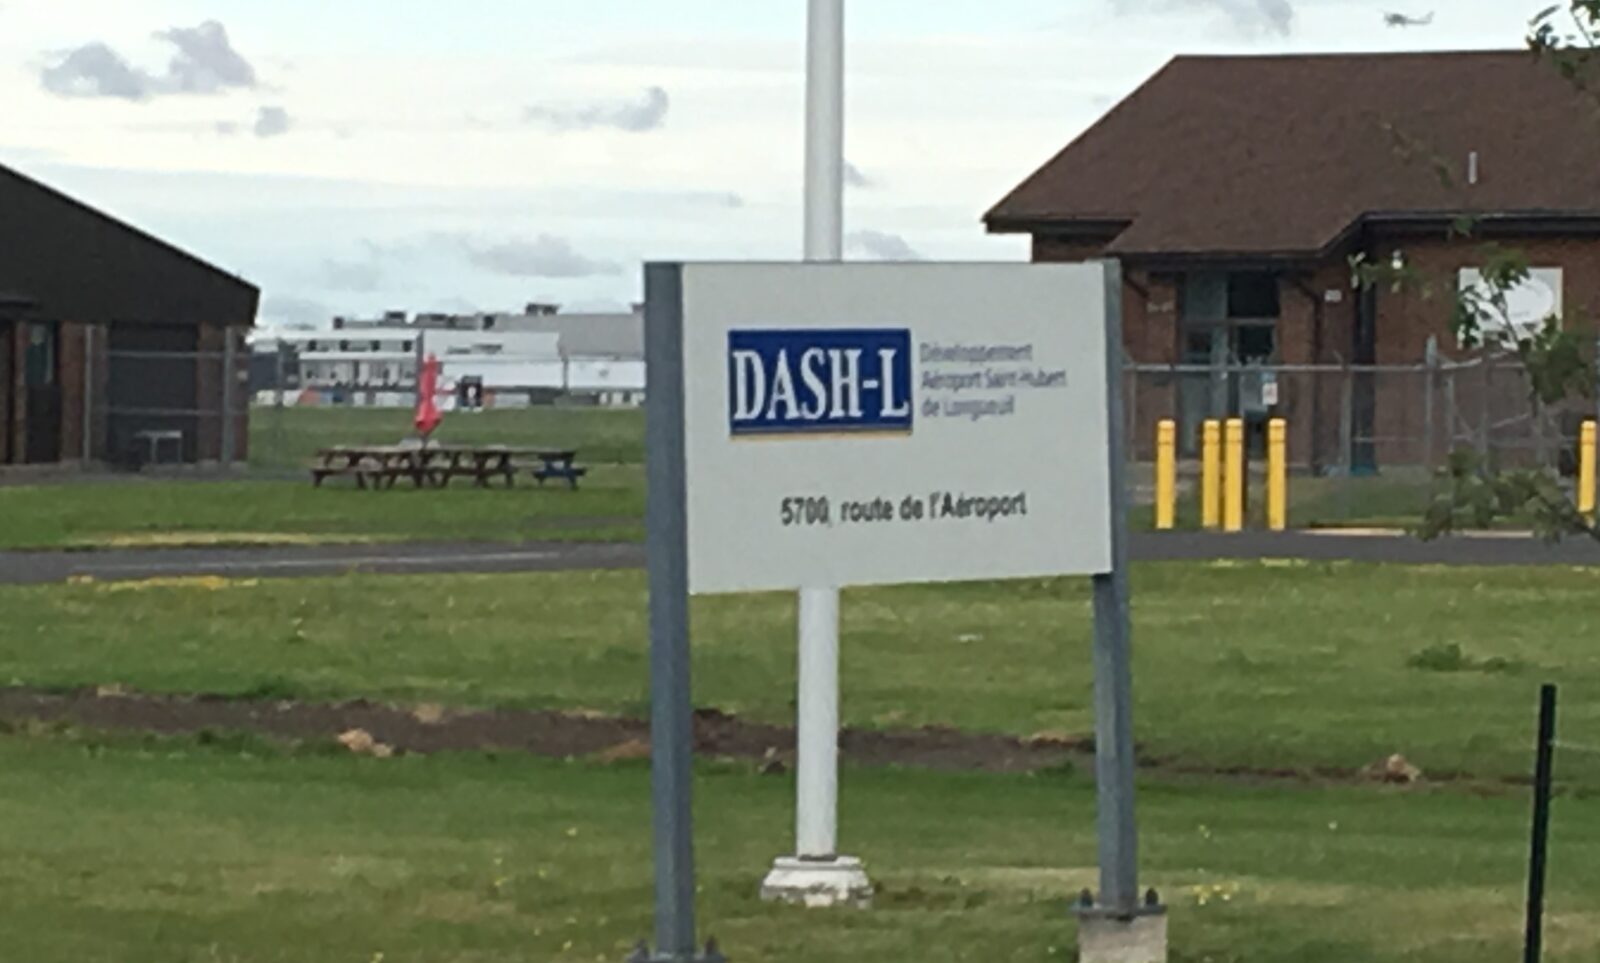 DASH-L
Développement
Aéroport Saint-Hubert
de Longueuil
5700, route de l'Aéroport